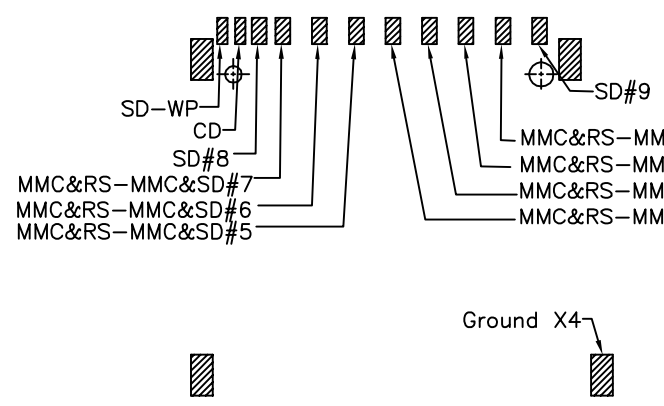 SD-WP
SD#9
CD
MMC&RS-MM
SD#8
MMC&RS-MM
MMC&RS-MMC&SD#7
MMC&RS-MM
MMC&RS-MMC&SD#6
MMC&RS-MM
MMC&RS-MMC&SD#5
Ground X4